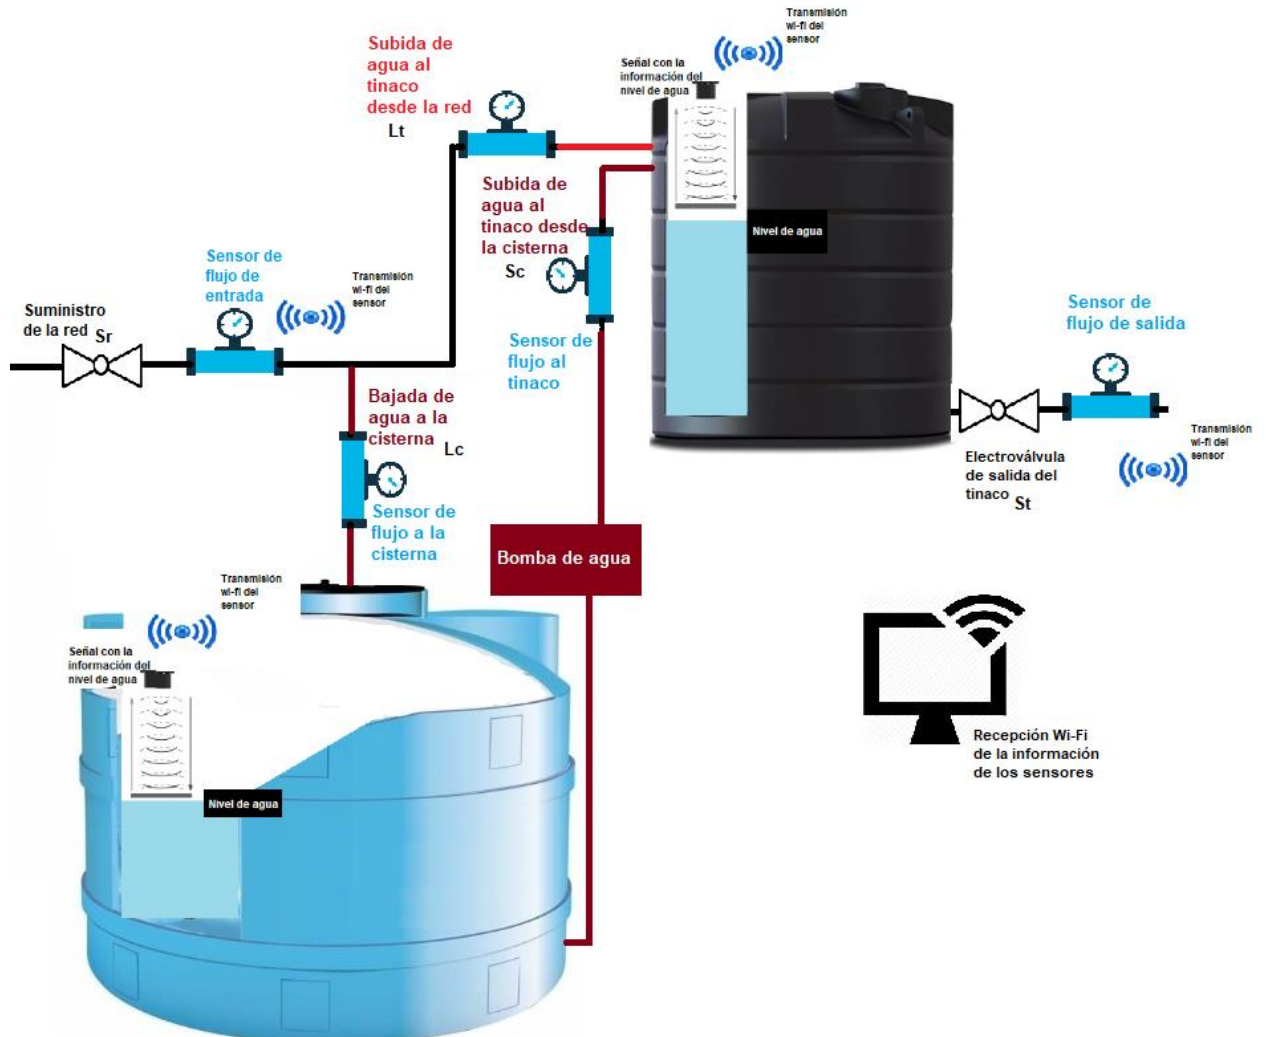 Transmisión
wi-fi del
sensor
Subida de
agua al
tinaco
desde la red
Lt
Señal con la
información del
nivel de agua
Subida de
agua al
tinaco desde
la cisterna
Sc
Nivel de agua
Sensor de
flujo de
entrada
Transmisión
wi-fi del
sensor
Suministro
de la red
Sr
Sensor de
flujo al
tinaco
Sensor de
flujo de salida
Bajada de
agua a la
cisterna
Lc
Transmisión
wi-fi del
sensor
Electroválvula
de salida del
tinaco
St
Sensor de
flujo a la
cisterna
Bomba de agua
Transmisión
wi-fi del
sensor
Señal con la
información del
nivel de agua
Nivel de agua
Recepción Wi-Fi
de la información
de los sensores